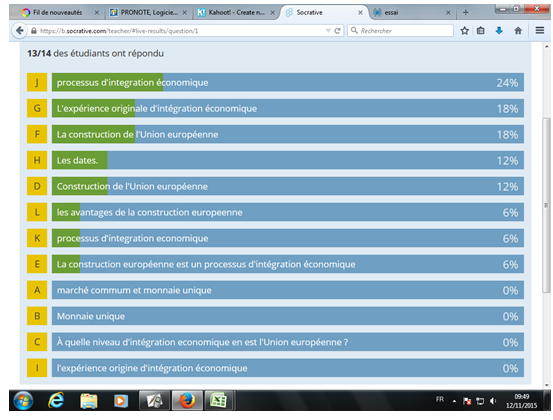 Fil de nouveautés
PRONOTE, Logicie...
Kahoot! - Create n...
Socrative
essai
https://b.socrative.com/teacher/#live-results/question/1
Rechercher
13/14 des étudiants ont répondu
J processus d'integration économique 24%
G L'expérience originale d'intégration économique 18%
F La construction de l'Union européenne 18%
H Les dates. 12%
D Construction de l'Union européenne 12%
L les avantages de la construction europeenne 6%
K processus d'integration economique 6%
E La construction européenne est un processus d'intégration économique 6%
A marché commum et monnaie unique 0%
B Monnaie unique 0%
C À quelle niveau d'intégration economique en est l'Union européenne ? 0%
I l'expérience origine d'intégration économique 0%
FR
09:49
12/11/2015